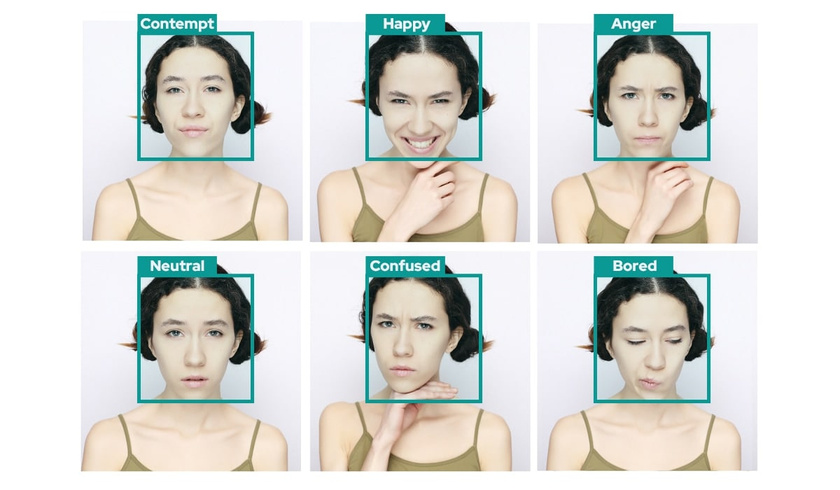 Contempt
Happy
Anger
Neutral
Confused
Bored